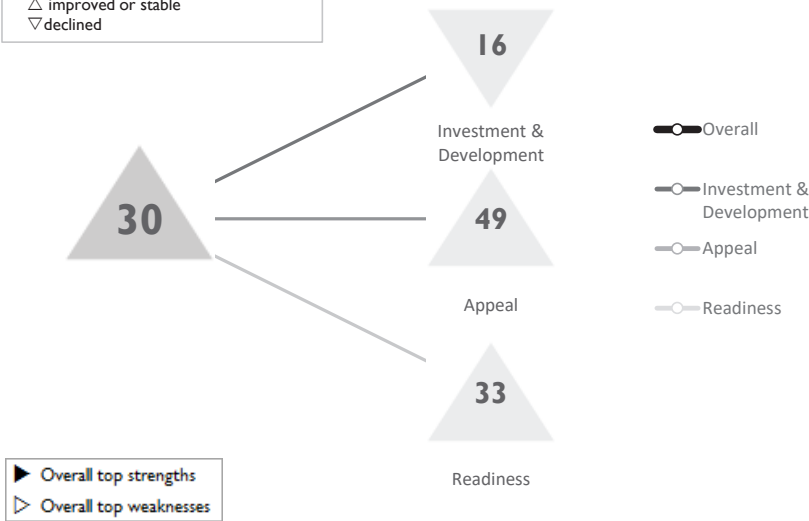 △ improved or stable
▽ declined
16
Investment &
Development
30
49
Appeal
33
Readiness
Overall
Investment &
Development
Appeal
Readiness
▶ Overall top strengths
▷ Overall top weaknesses